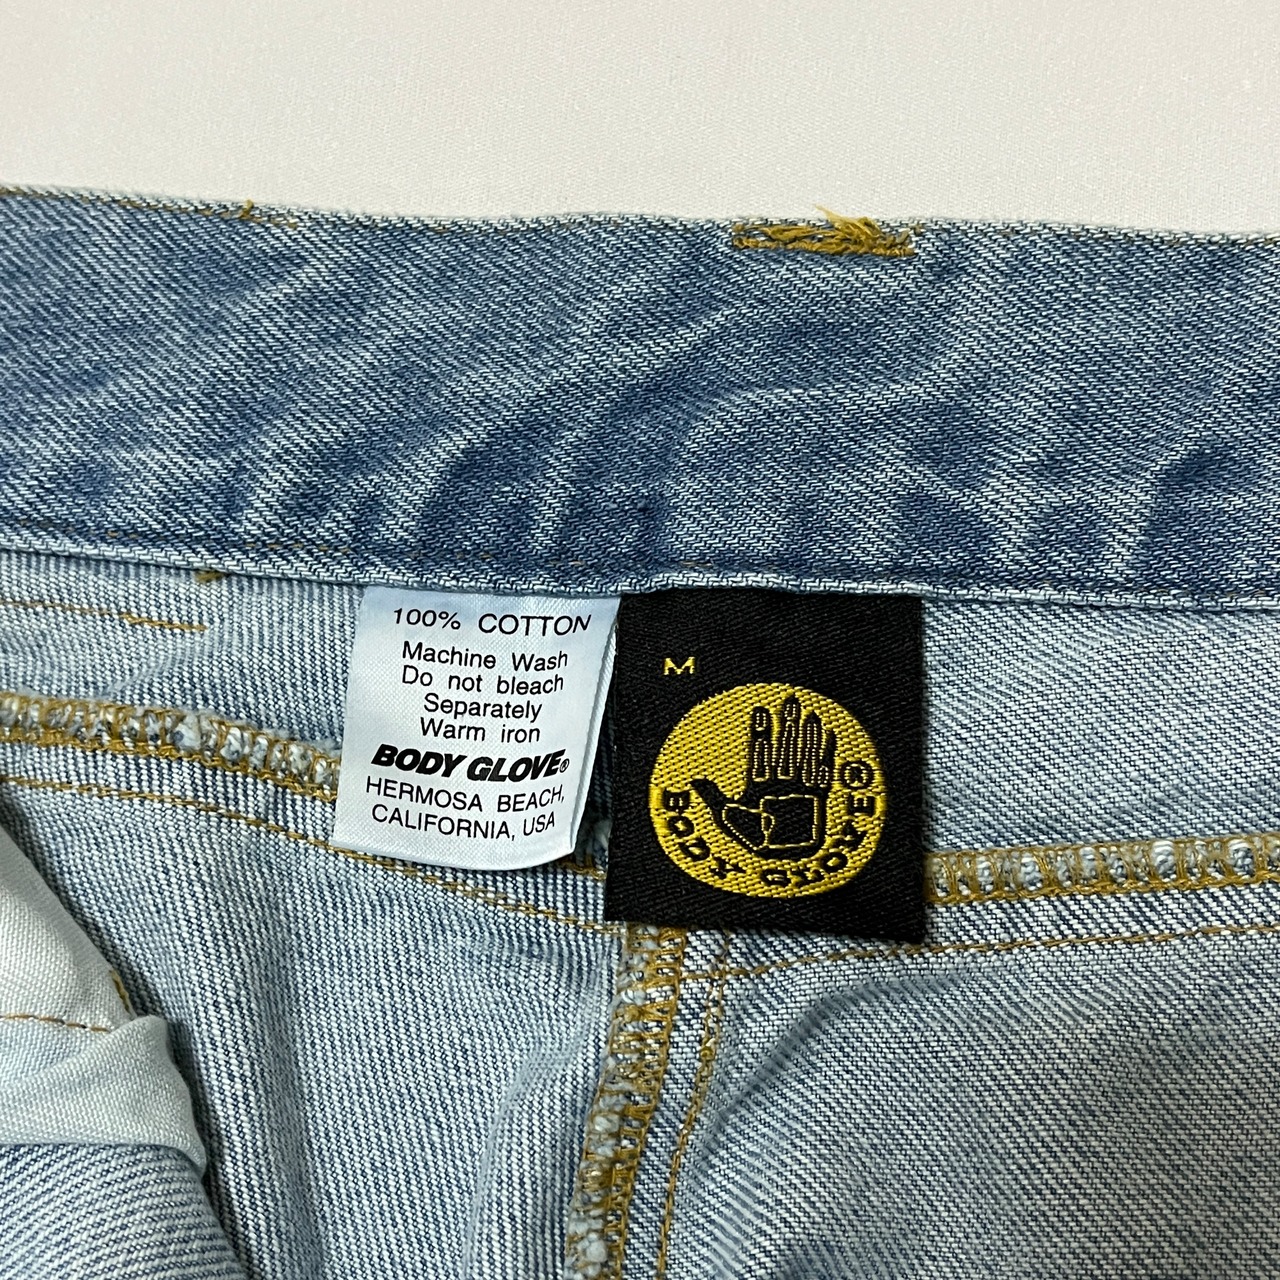 100% COTTON
Machine Wash
Do not bleach
Separately
Warm iron
BODY GLOVE®
HERMOSA BEACH,
CALIFORNIA, USA
M
BODY GLOVE®